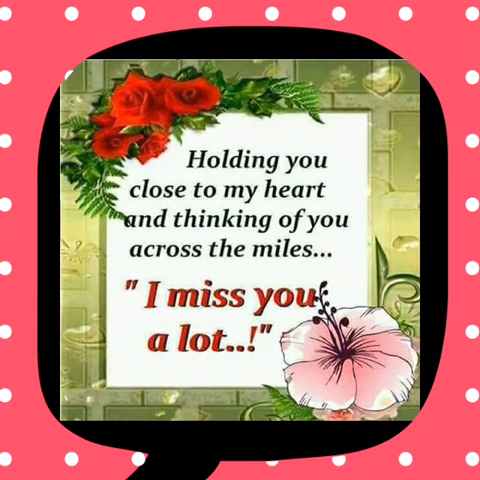 Holding you
close to my heart
and thinking of you
across the miles...
" I miss you
a lot..!"